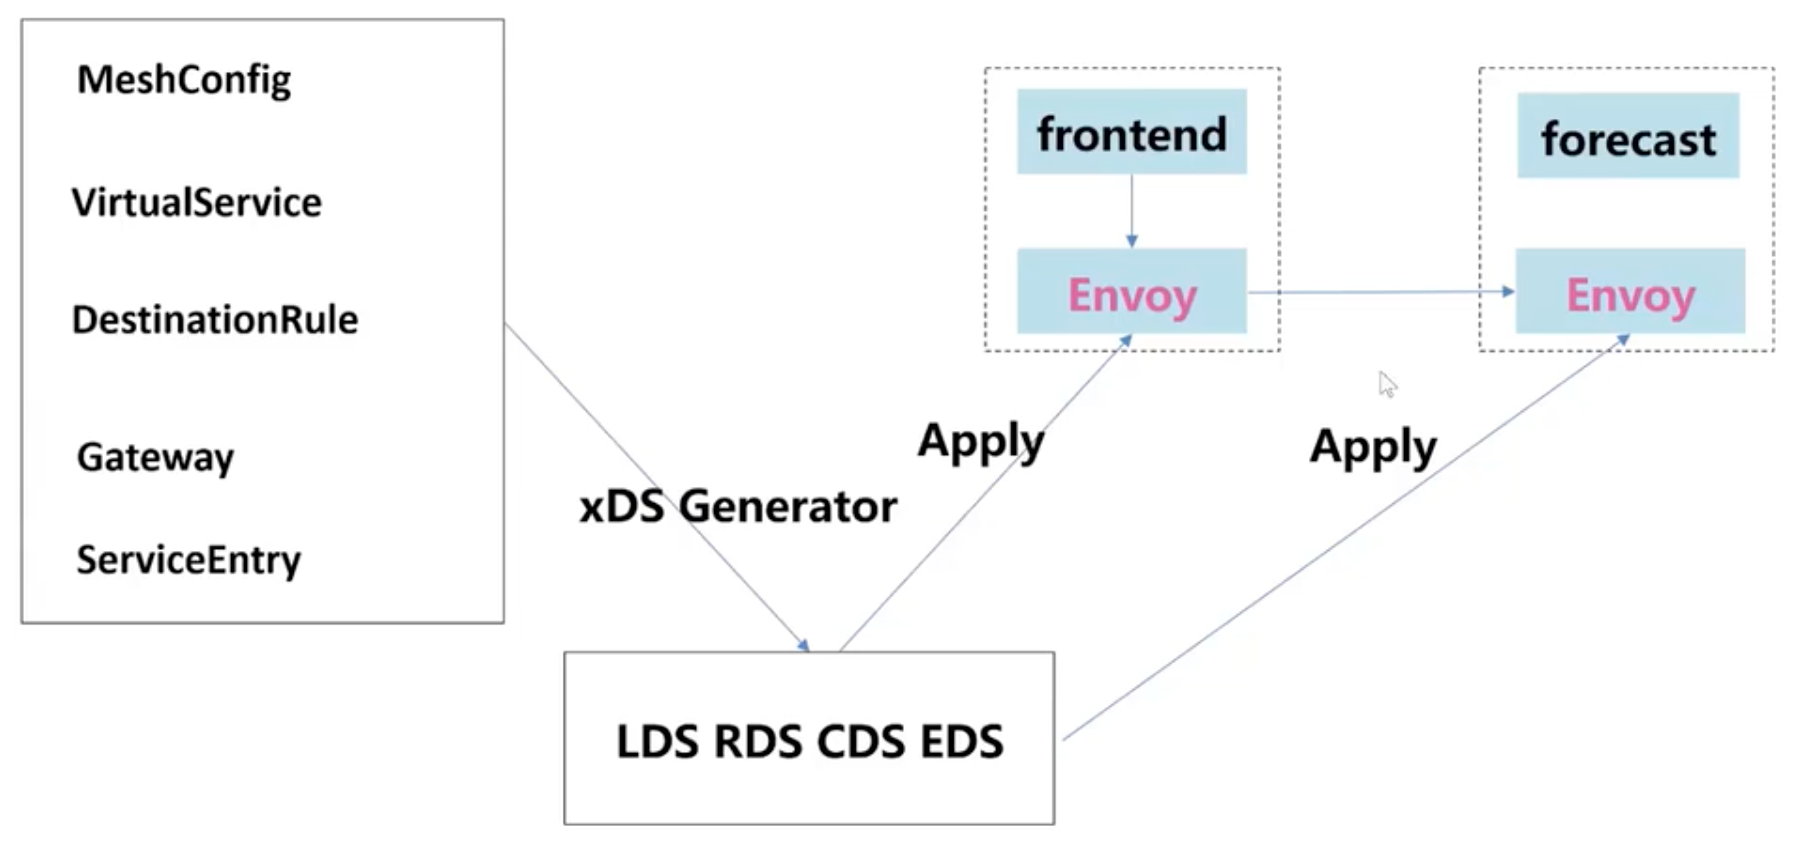 MeshConfig
VirtualService
DestinationRule
Gateway
ServiceEntry
xDS Generator
LDS RDS CDS EDS
Apply
Apply
frontend
Envoy
forecast
Envoy